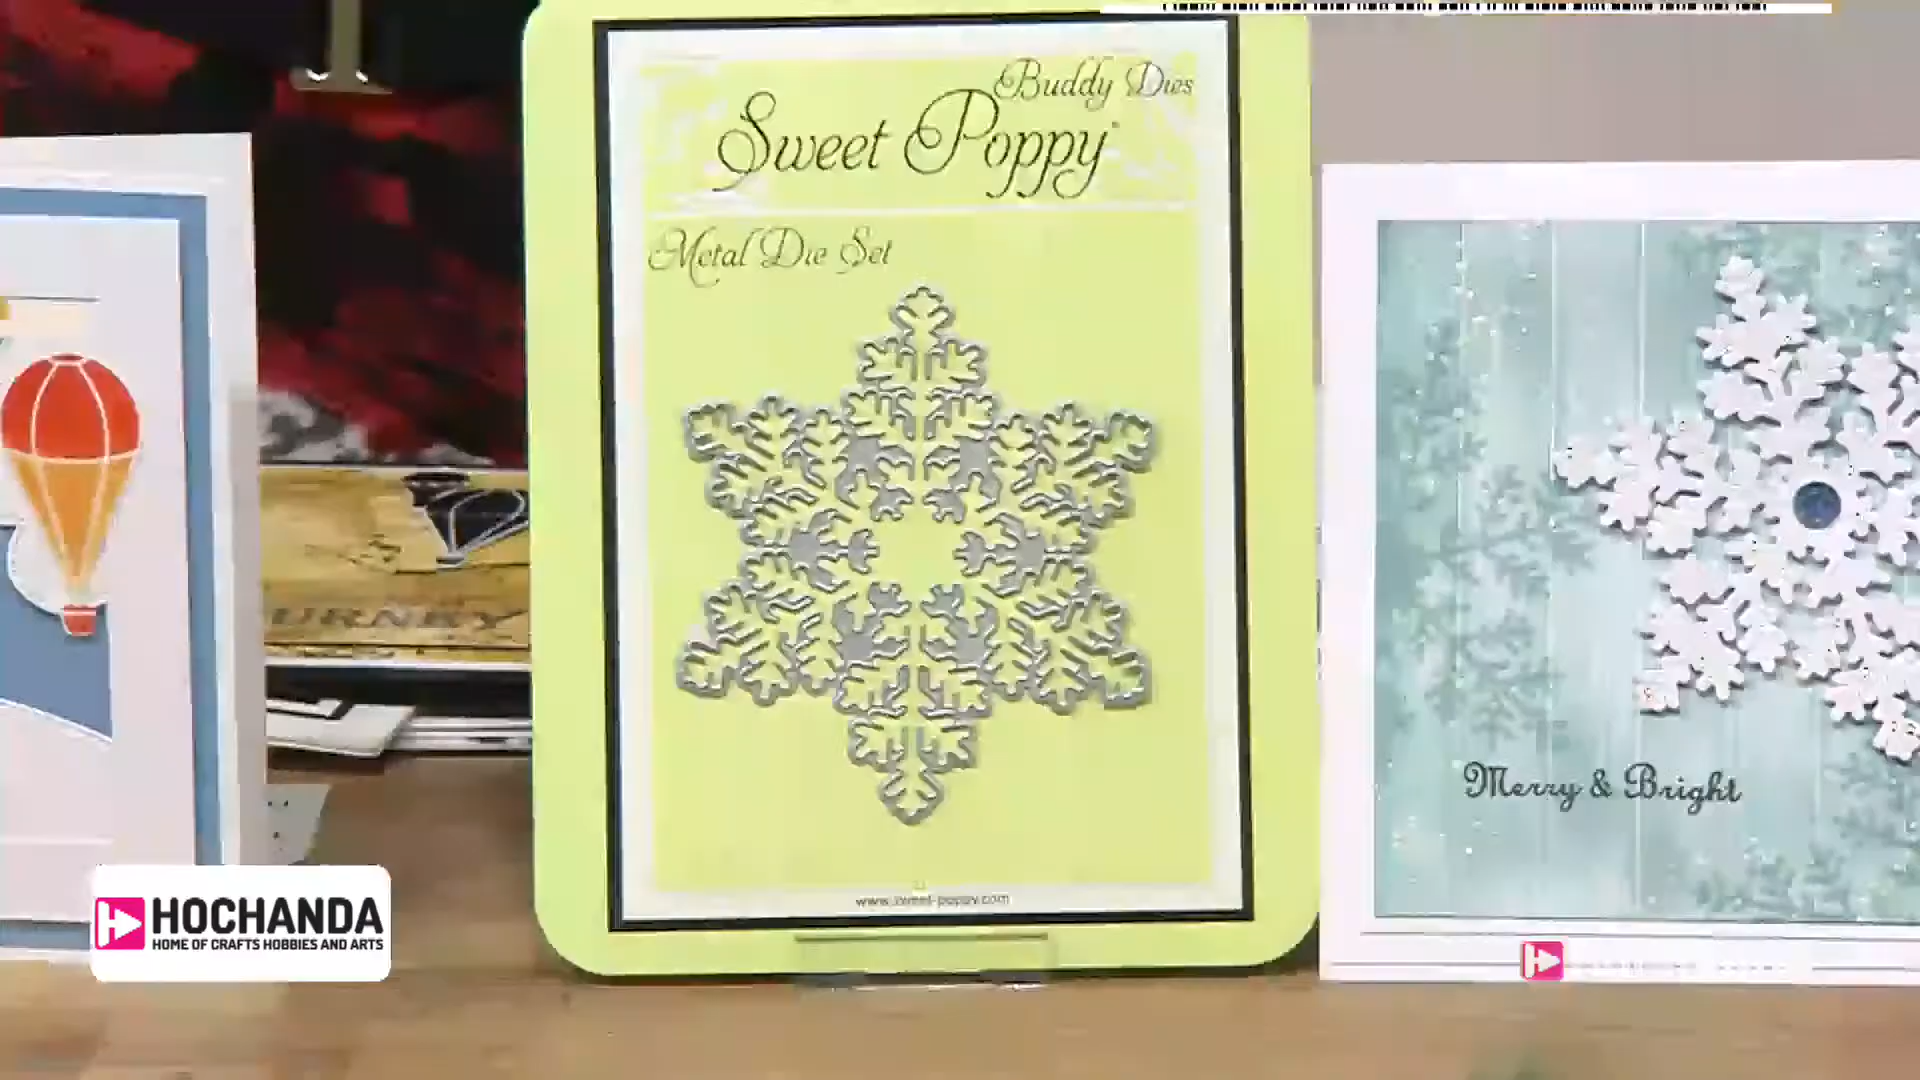 Buddy Dies
Sweet Poppy
Metal Die Set
www.sweet-poppy.com
Merry & Bright
HOCHANDA
HOME OF CRAFTS HOBBIES AND ARTS